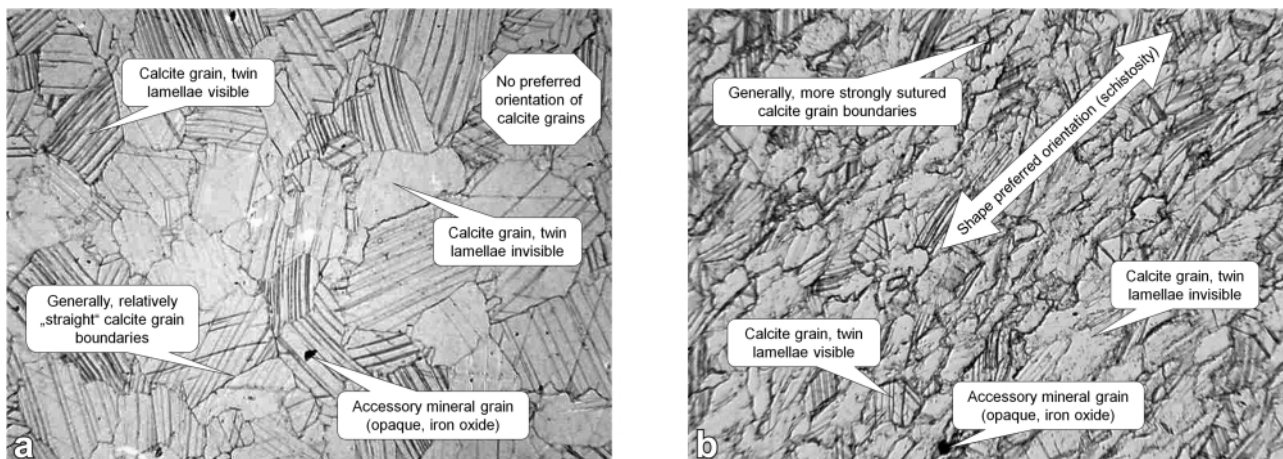 Calcite grain, twin
lamellae visible
No preferred
orientation of
calcite grains
Calcite grain, twin
lamellae invisible
Generally, relatively
„straight“ calcite grain
boundaries
Accessory mineral grain
(opaque, iron oxide)
a
Generally, more strongly sutured
calcite grain boundaries
Shape preferred orientation (schistosity)
Calcite grain, twin
lamellae invisible
Calcite grain, twin
lamellae visible
Accessory mineral grain
(opaque, iron oxide)
b